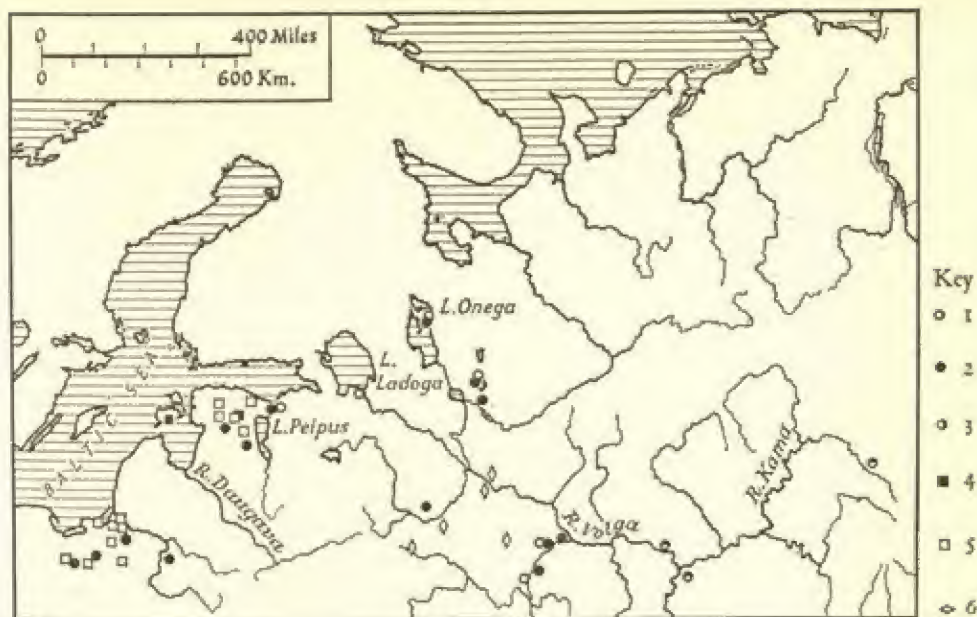 0 400 Miles
0 600 Km.
L. Onega
L.
Ladoga
L. Peipus
BALTIC SEA
R. Daugava
R. Volga
R. Kama
Key
1
2
3
4
5
6